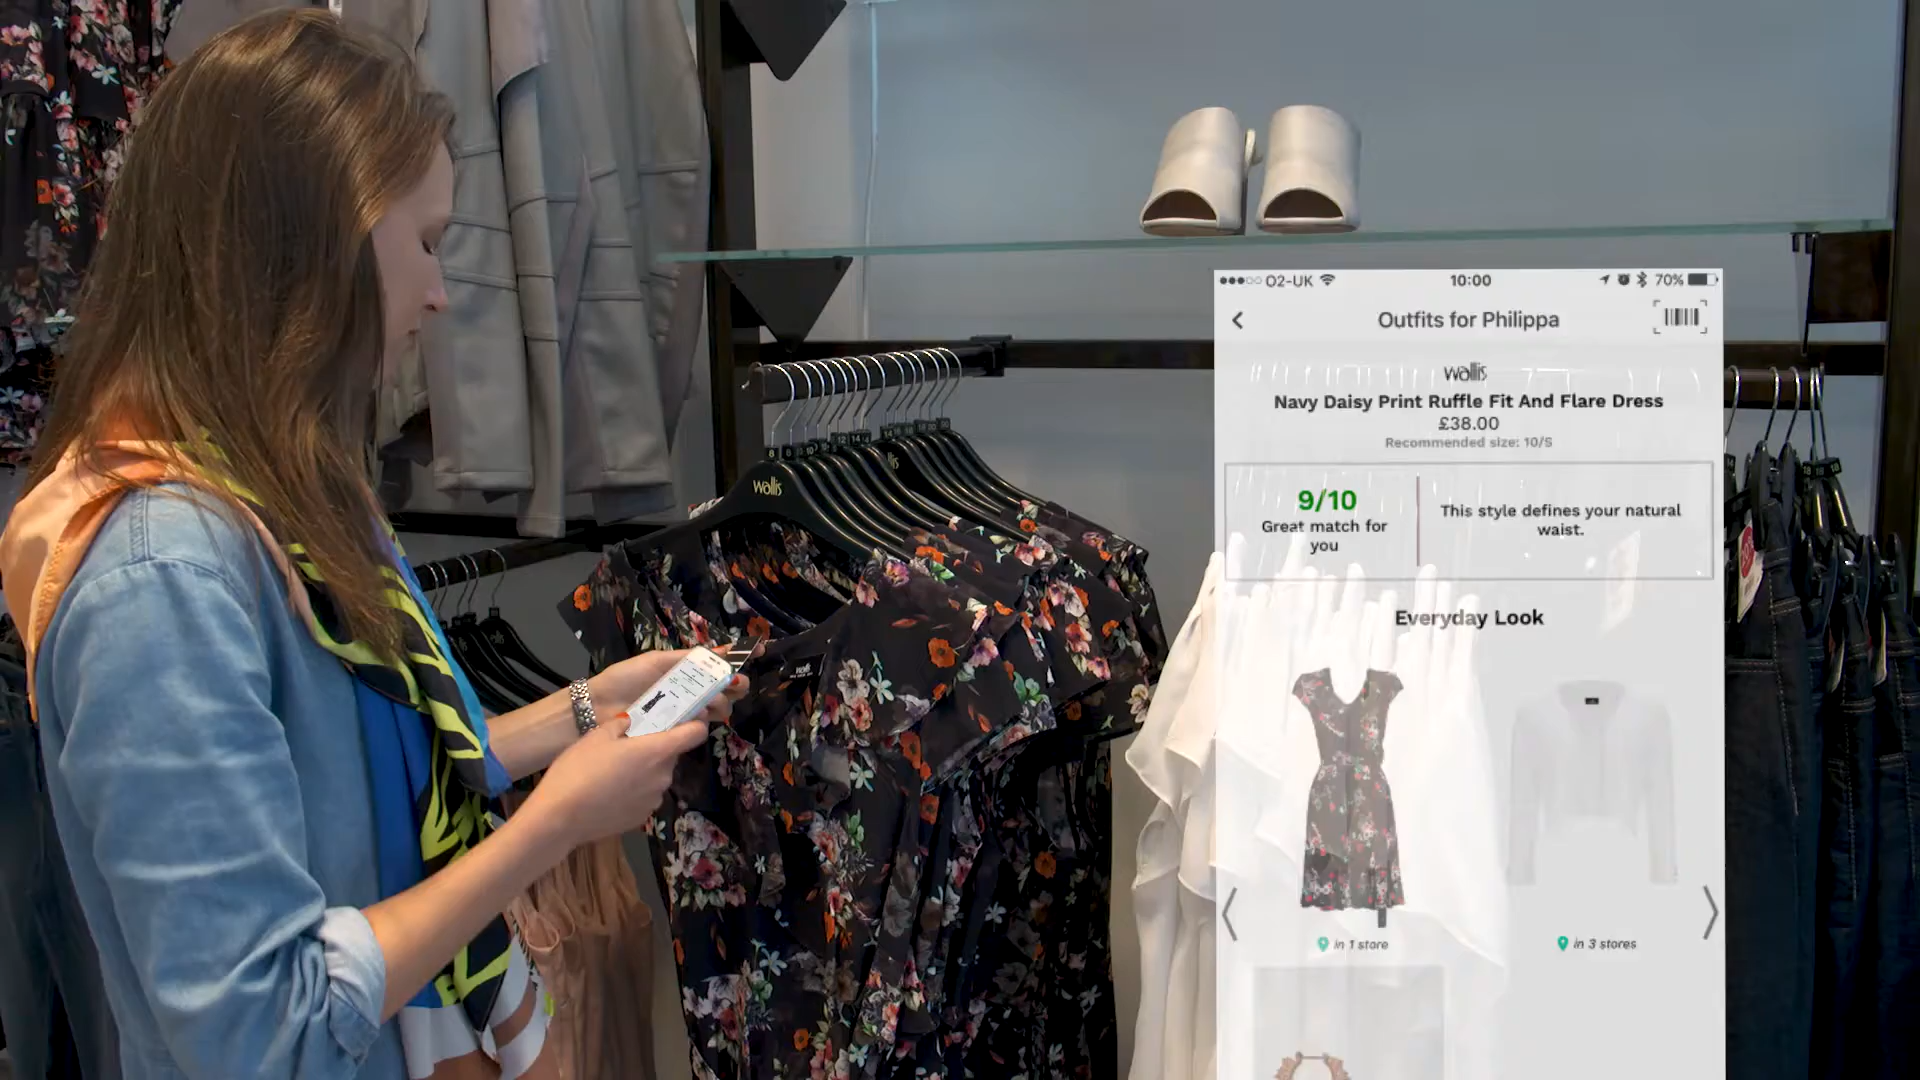 O2-UK
10:00
70%
Outfits for Philippa
wallis
Navy Daisy Print Ruffle Fit And Flare Dress
£38.00
Recommended size: 10/S
9/10
Great match for
you
This style defines your natural
waist.
Everyday Look
in 1 store
in 3 stores
wallis